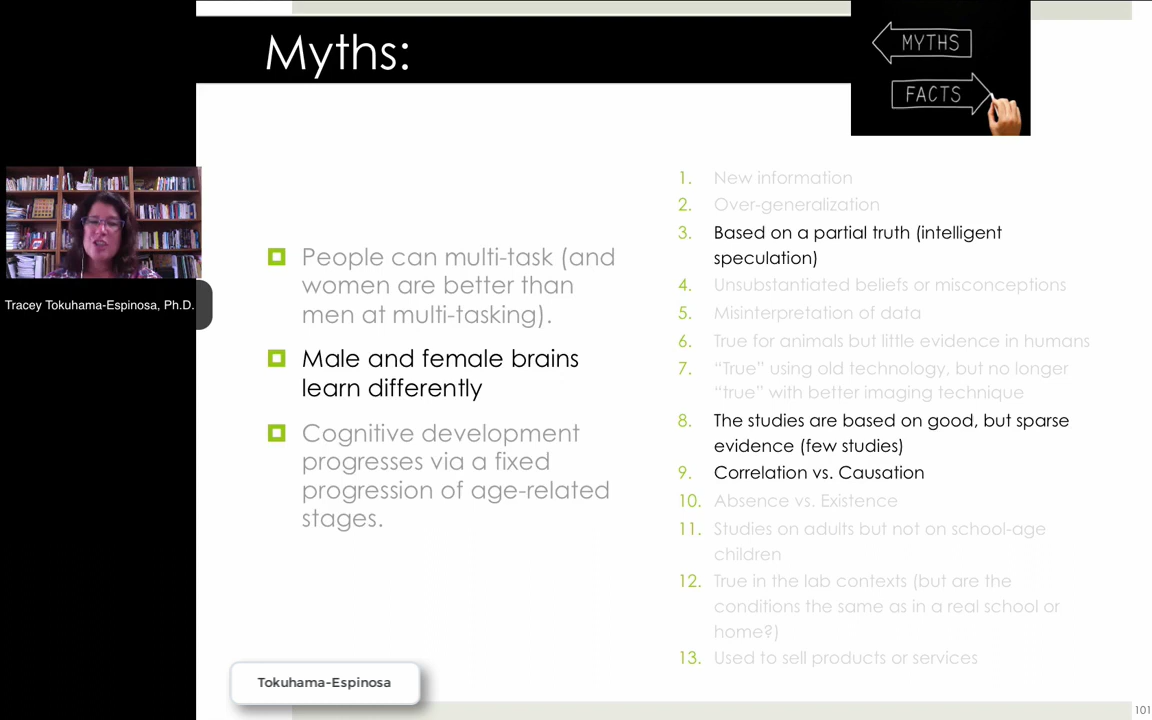 Myths:
MYTHS
FACTS
Tracey Tokuhama-Espinosa, Ph.D.
People can multi-task (and
women are better than
men at multi-tasking).
Male and female brains
learn differently
Cognitive development
progresses via a fixed
progression of age-related
stages.
1. New information
2. Over-generalization
3. Based on a partial truth (intelligent
speculation)
4. Unsubstantiated beliefs or misconceptions
5. Misinterpretation of data
6. True for animals but little evidence in humans
7. “True” using old technology, but no longer
“true” with better imaging technique
8. The studies are based on good, but sparse
evidence (few studies)
9. Correlation vs. Causation
10. Absence vs. Existence
11. Studies on adults but not on school-age
children
12. True in the lab contexts (but are the
conditions the same as in a real school or
home?)
13. Used to sell products or services
Tokuhama-Espinosa
101